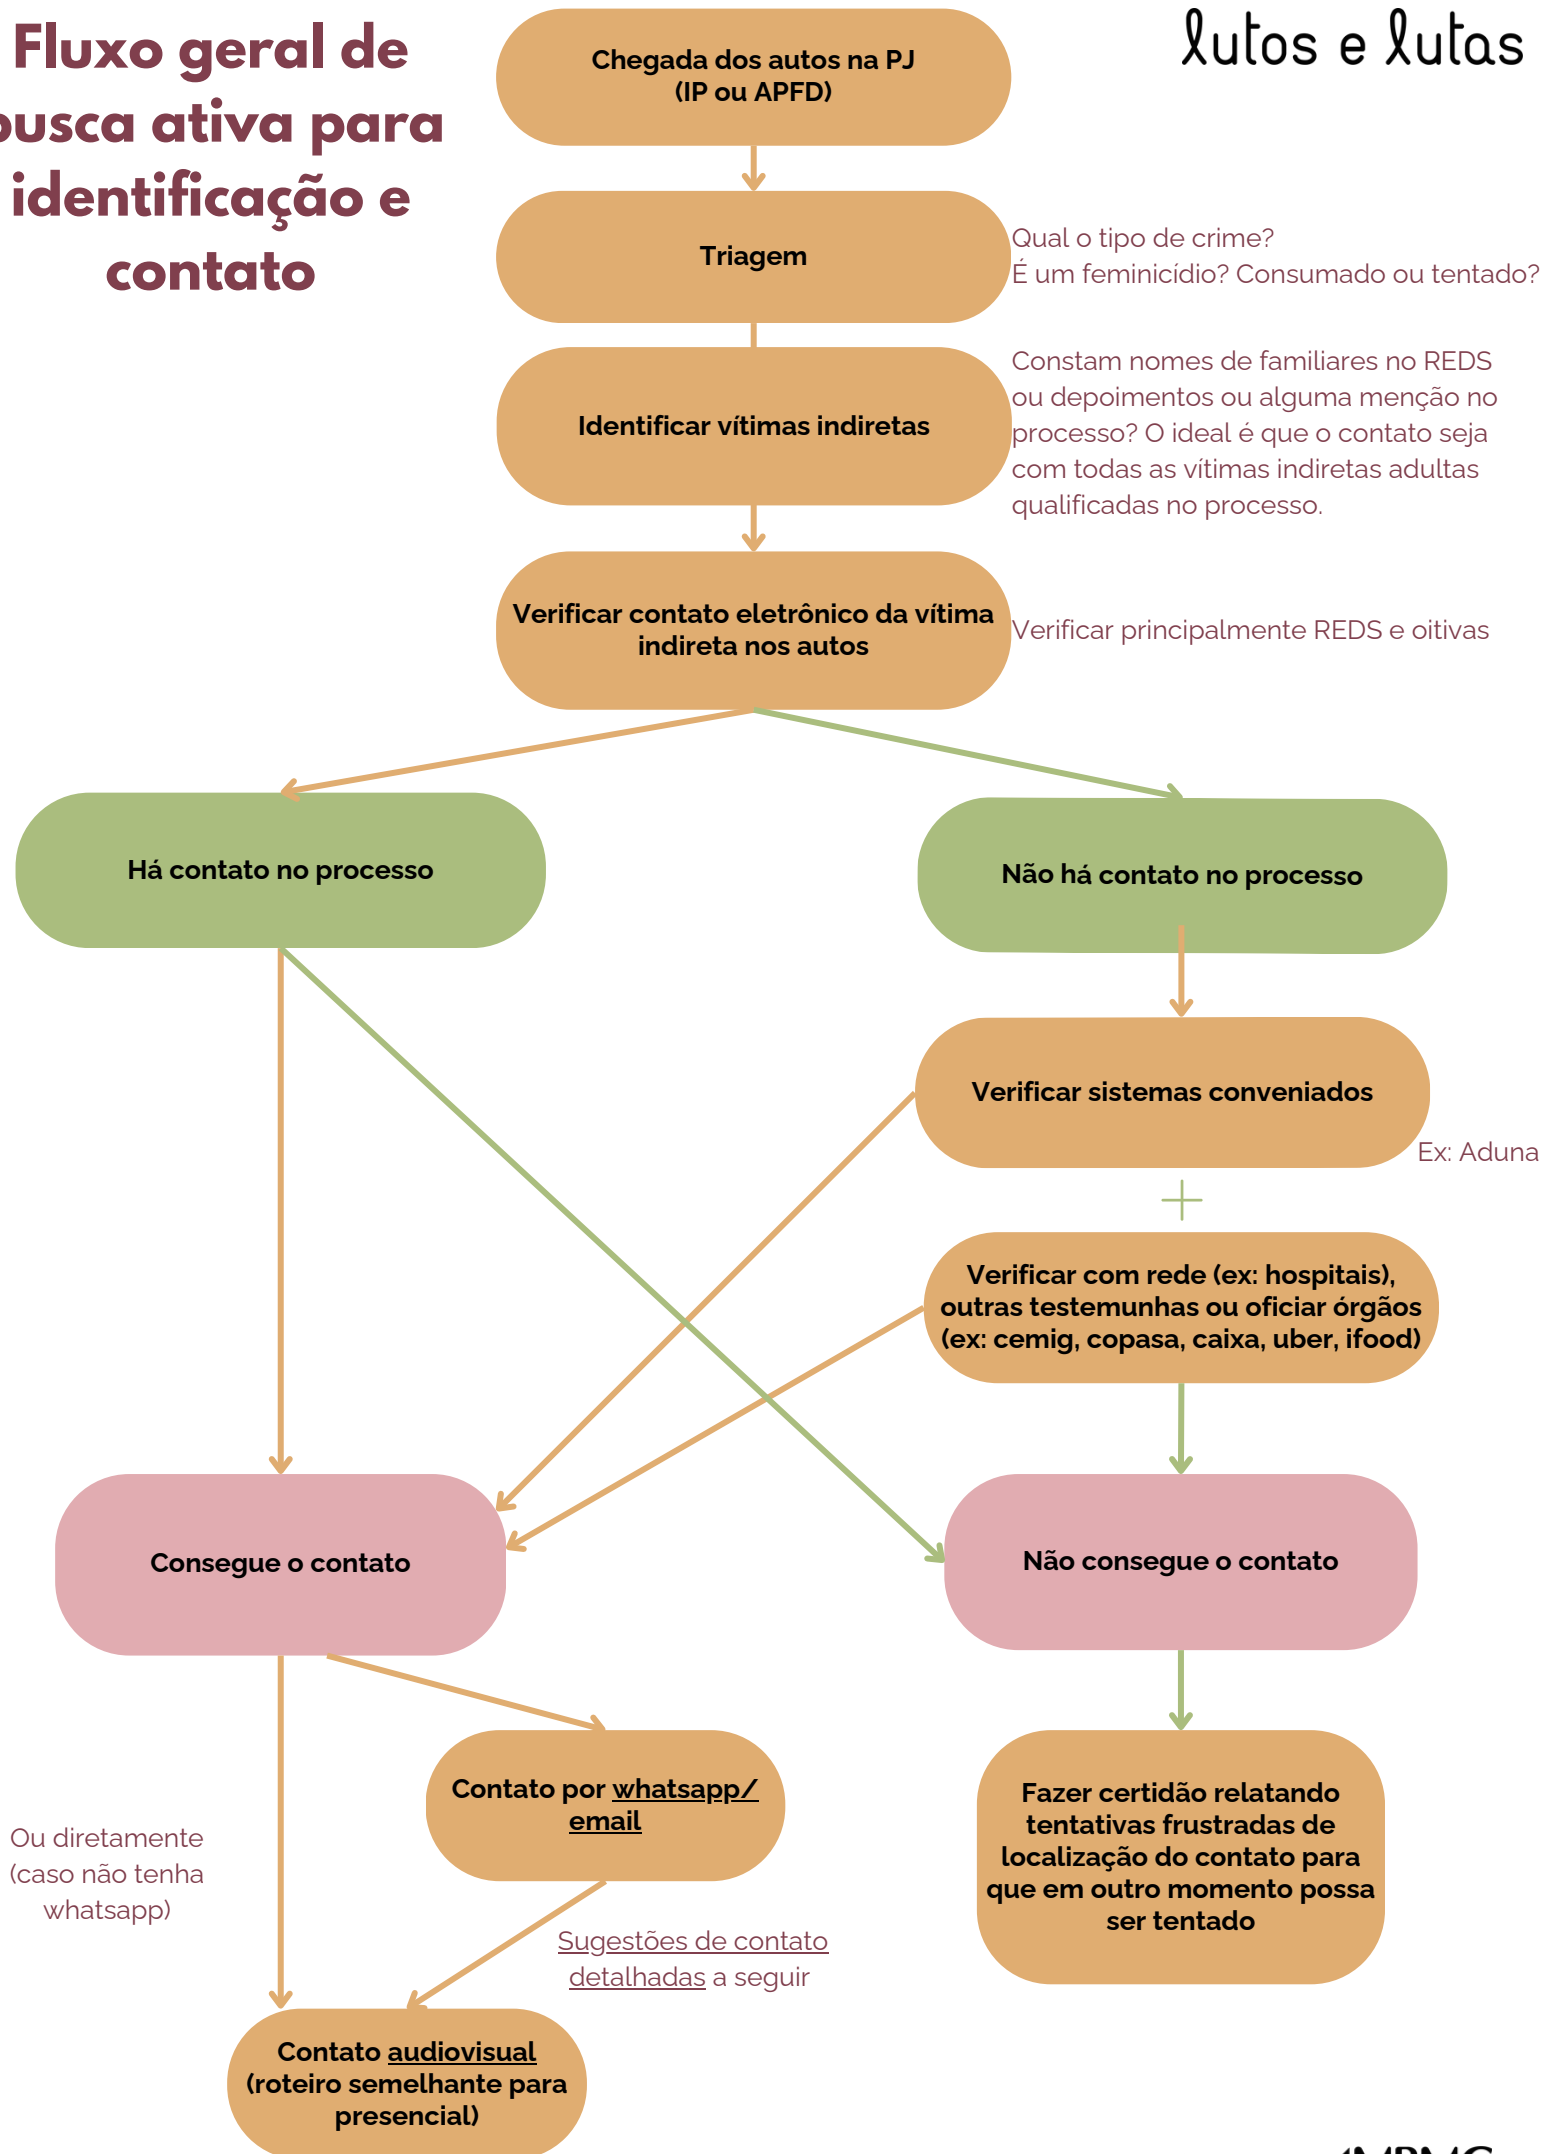 Fluxo geral de
busca ativa para
identificação e
contato
lutos e lutas
Chegada dos autos na PJ
(IP ou APFD)
Triagem
Qual o tipo de crime?
É um feminicídio? Consumado ou tentado?
Identificar vítimas indiretas
Constam nomes de familiares no REDS
ou depoimentos ou alguma menção no
processo? O ideal é que o contato seja
com todas as vítimas indiretas adultas
qualificadas no processo.
Verificar contato eletrônico da vítima
indireta nos autos
Verificar principalmente REDS e oitivas
Há contato no processo
Não há contato no processo
Verificar sistemas conveniados
Ex: Aduna
+
Verificar com rede (ex: hospitais),
outras testemunhas ou oficiar órgãos
(ex: cemig, copasa, caixa, uber, ifood)
Consegue o contato
Não consegue o contato
Contato por whatsapp/
email
Fazer certidão relatando
tentativas frustradas de
localização do contato para
que em outro momento possa
ser tentado
Ou diretamente
(caso não tenha
whatsapp)
Sugestões de contato
detalhadas a seguir
Contato audiovisual
(roteiro semelhante para
presencial)
MPMG